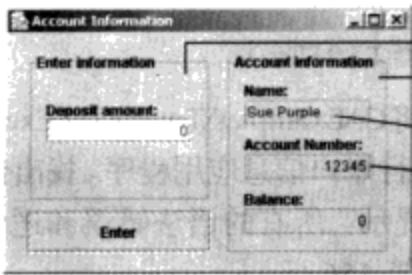 Account Information
Enter information
Deposit amount:
0
Enter
Account information
Name:
Sue Purple
Account Number:
12345
Balance:
0